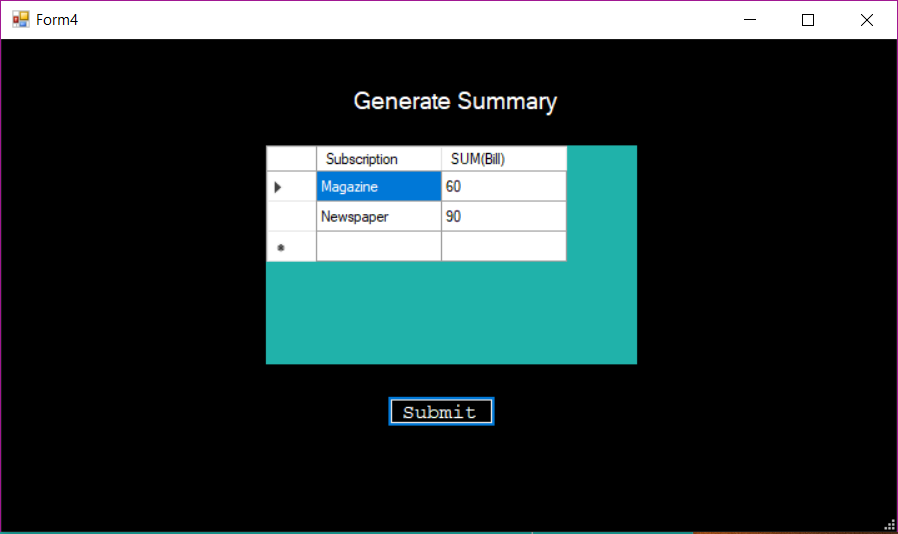 Form4
Generate Summary
Subscription SUM(Bill)
Magazine 60
Newspaper 90
Submit